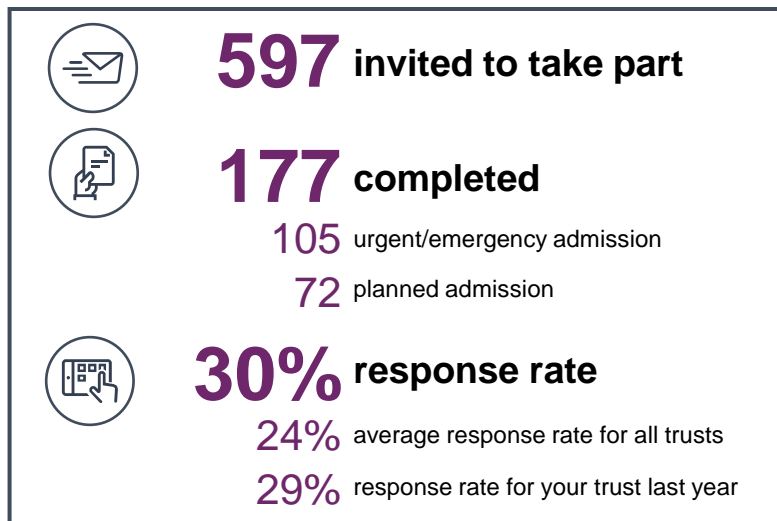 597 invited to take part
177 completed
105 urgent/emergency admission
72 planned admission
30% response rate
24% average response rate for all trusts
29% response rate for your trust last year